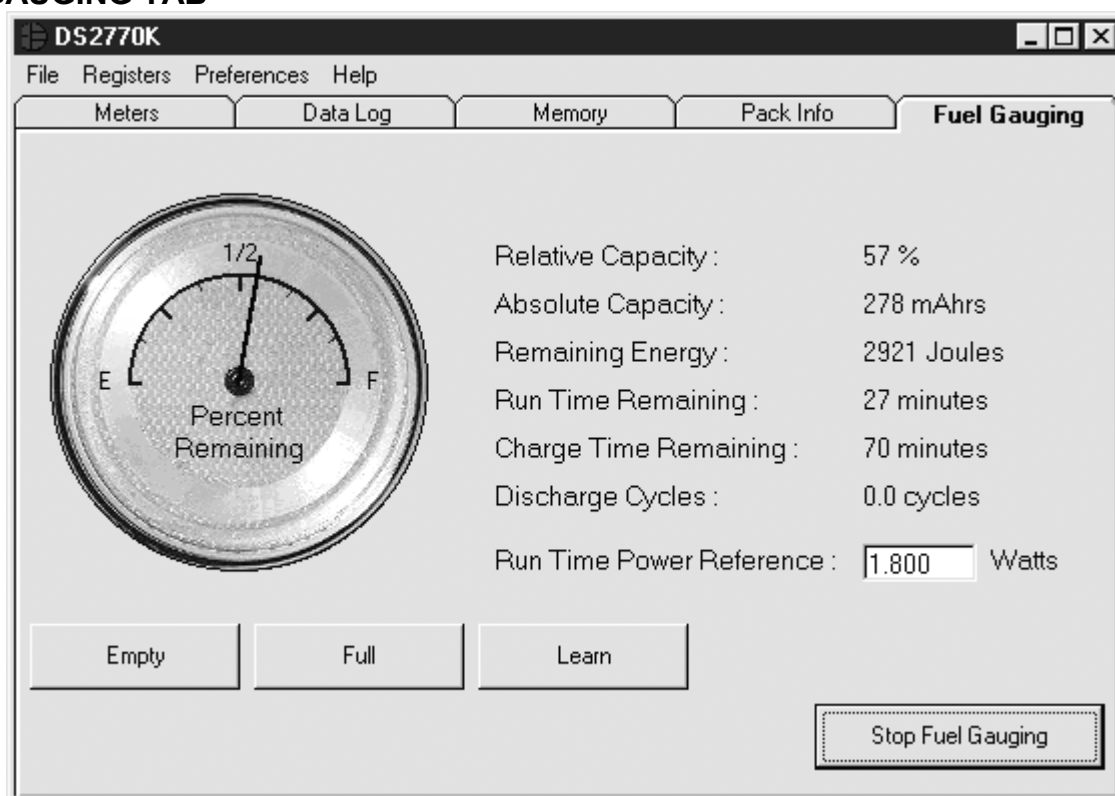 DS2770K
File Registers Preferences Help
Meters Data Log Memory Pack Info Fuel Gauging
1/2
E F
Percent
Remaining
Relative Capacity : 57 %
Absolute Capacity : 278 mAhrs
Remaining Energy : 2921 Joules
Run Time Remaining : 27 minutes
Charge Time Remaining : 70 minutes
Discharge Cycles : 0.0 cycles
Run Time Power Reference : 1.800 Watts
Empty Full Learn
Stop Fuel Gauging